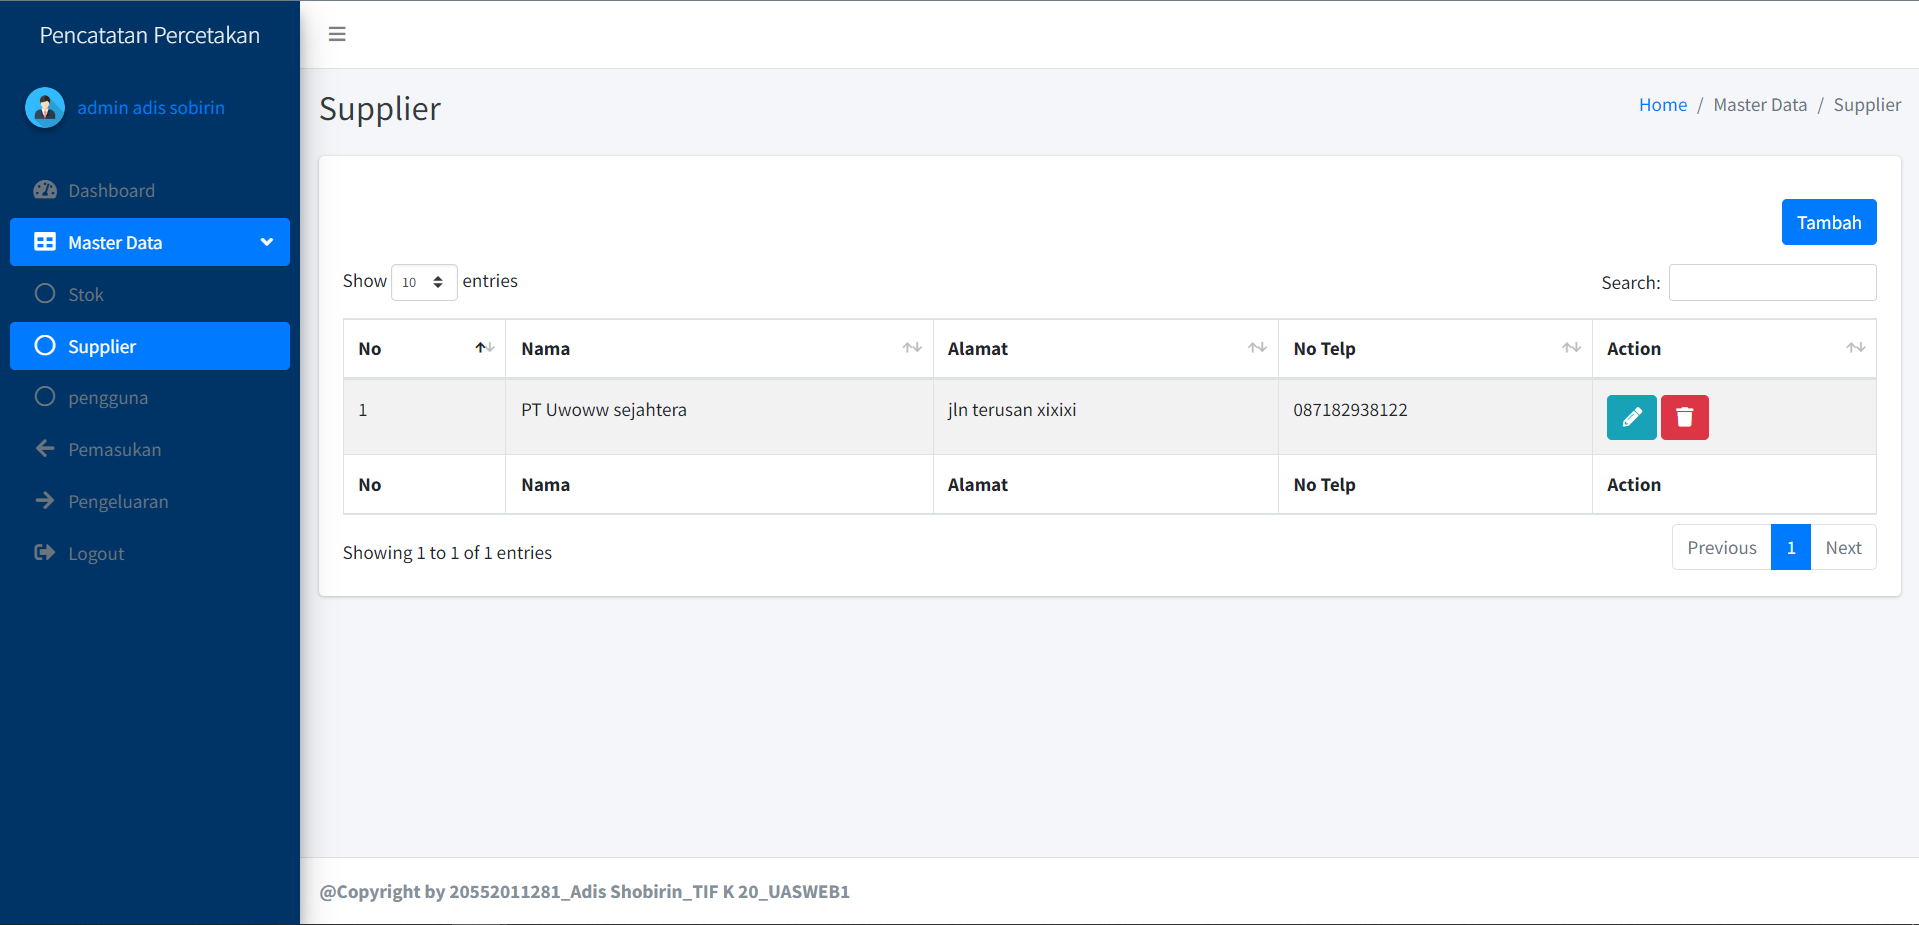 Pencatatan Percetakan
admin adis sobirin
Dashboard
Master Data
Stok
Supplier
pengguna
Pemasukan
Pengeluaran
Logout
Supplier
Home / Master Data / Supplier
Tambah
Show 10 entries
Search:
No Nama Alamat No Telp Action
1 PT Uwoww sejahtera jln terusan xixixi 087182938122
No Nama Alamat No Telp Action
Showing 1 to 1 of 1 entries
Previous 1 Next
@Copyright by 20552011281_Adis Shobirin_TIF K 20_UASWEB1